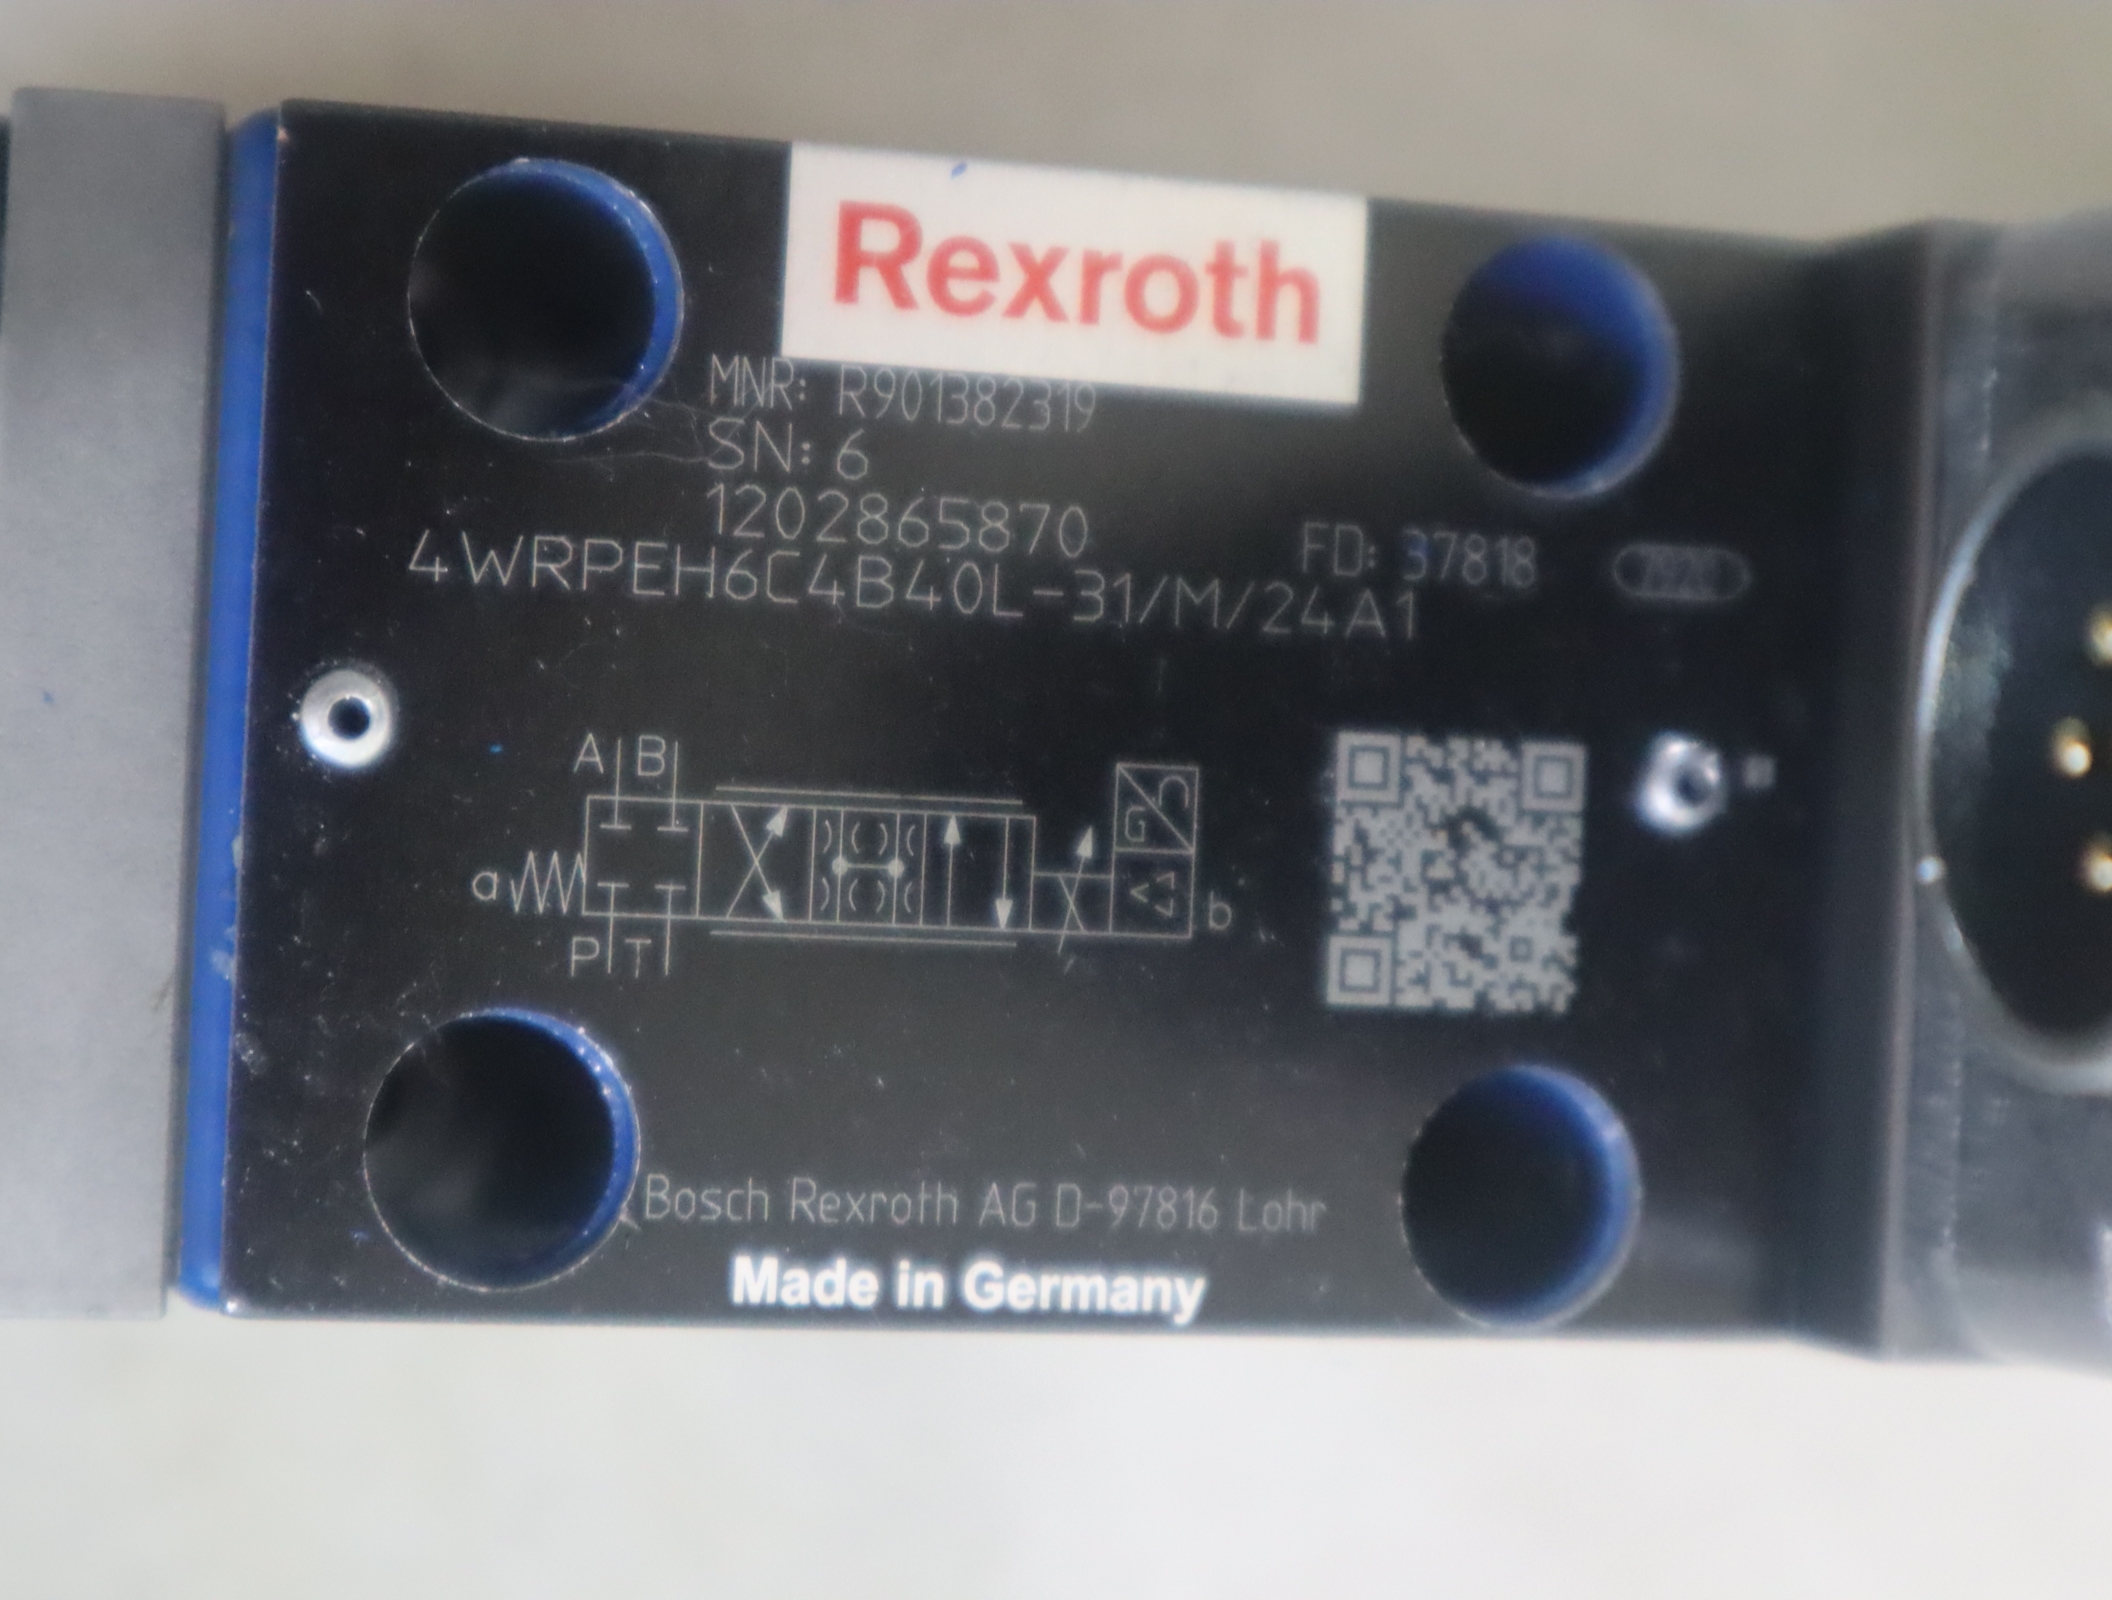 Rexroth
MNR: R901382319
SN: 6
1202865870
FD: 37818
4WRPEH6C4B40L-31/M/24A1
A B
a
b
P T
Bosch Rexroth AG D-97816 Lohr
Made in Germany